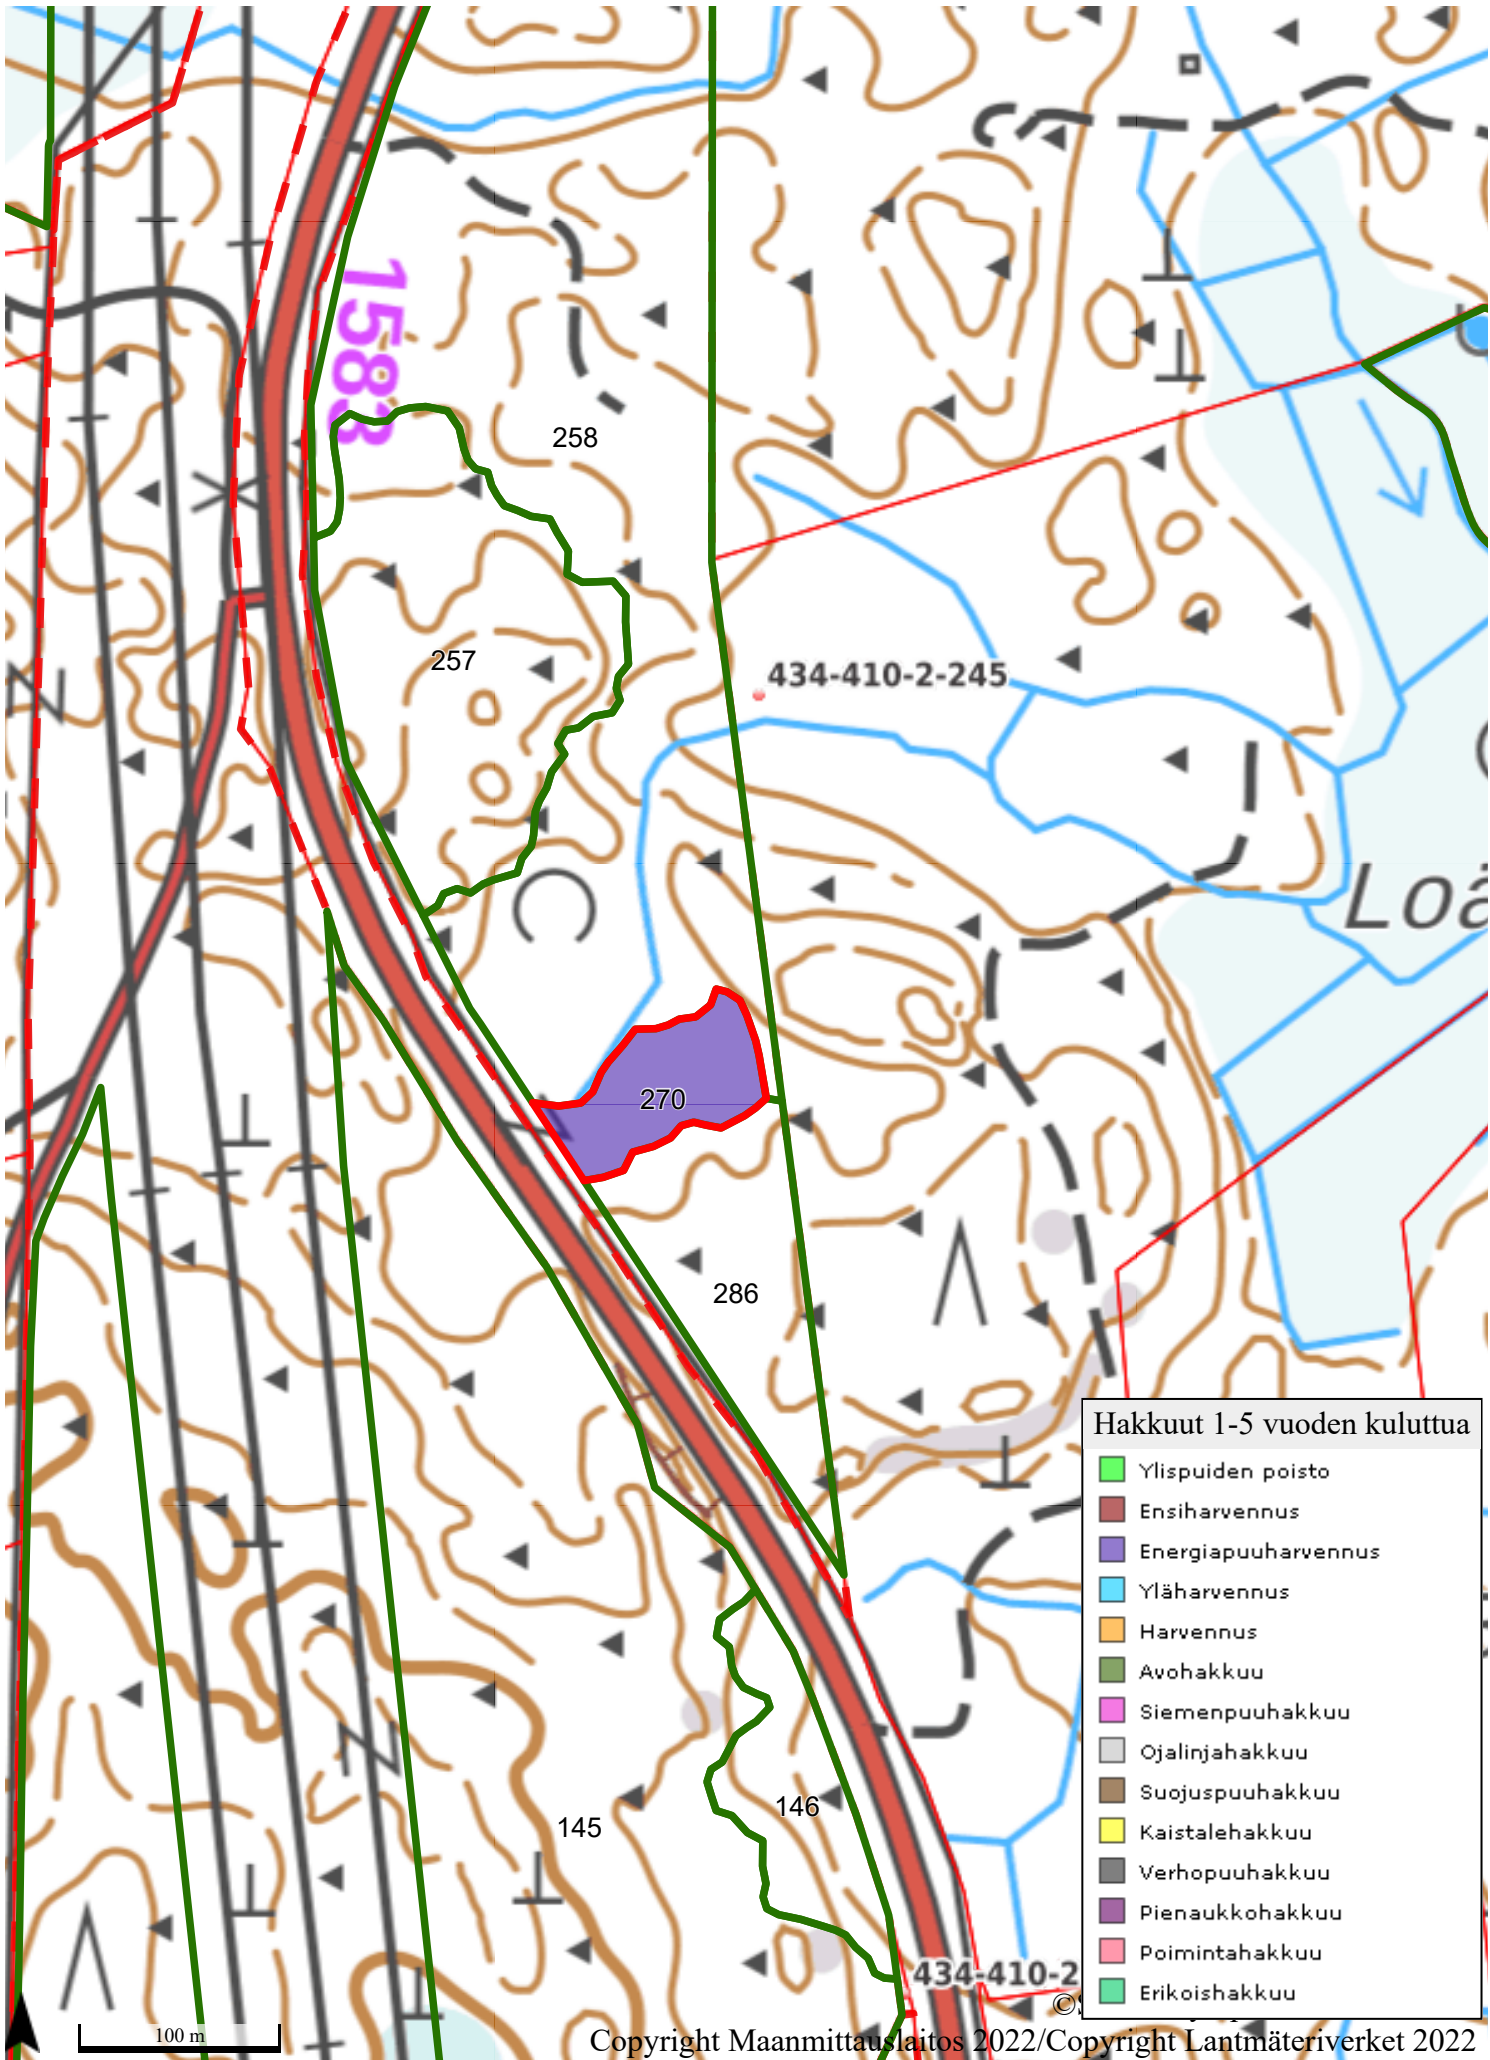 1583
258
257
434-410-2-245
270
286
145
146
434-410-2
Hakkuut 1-5 vuoden kuluttua
Ylispuiden poisto
Ensiharvennus
Energiapuuharvennus
Yläharvennus
Harvennus
Avohakkuu
Siemenpuuhakkuu
Ojalinjahakkuu
Suojuspuuhakkuu
Kaistalehakkuu
Verhopuuhakkuu
Pienaukkohakkuu
Poimintahakkuu
Erikoishakkuu
100 m
Copyright Maanmittauslaitos 2022/Copyright Lantmäteriverket 2022